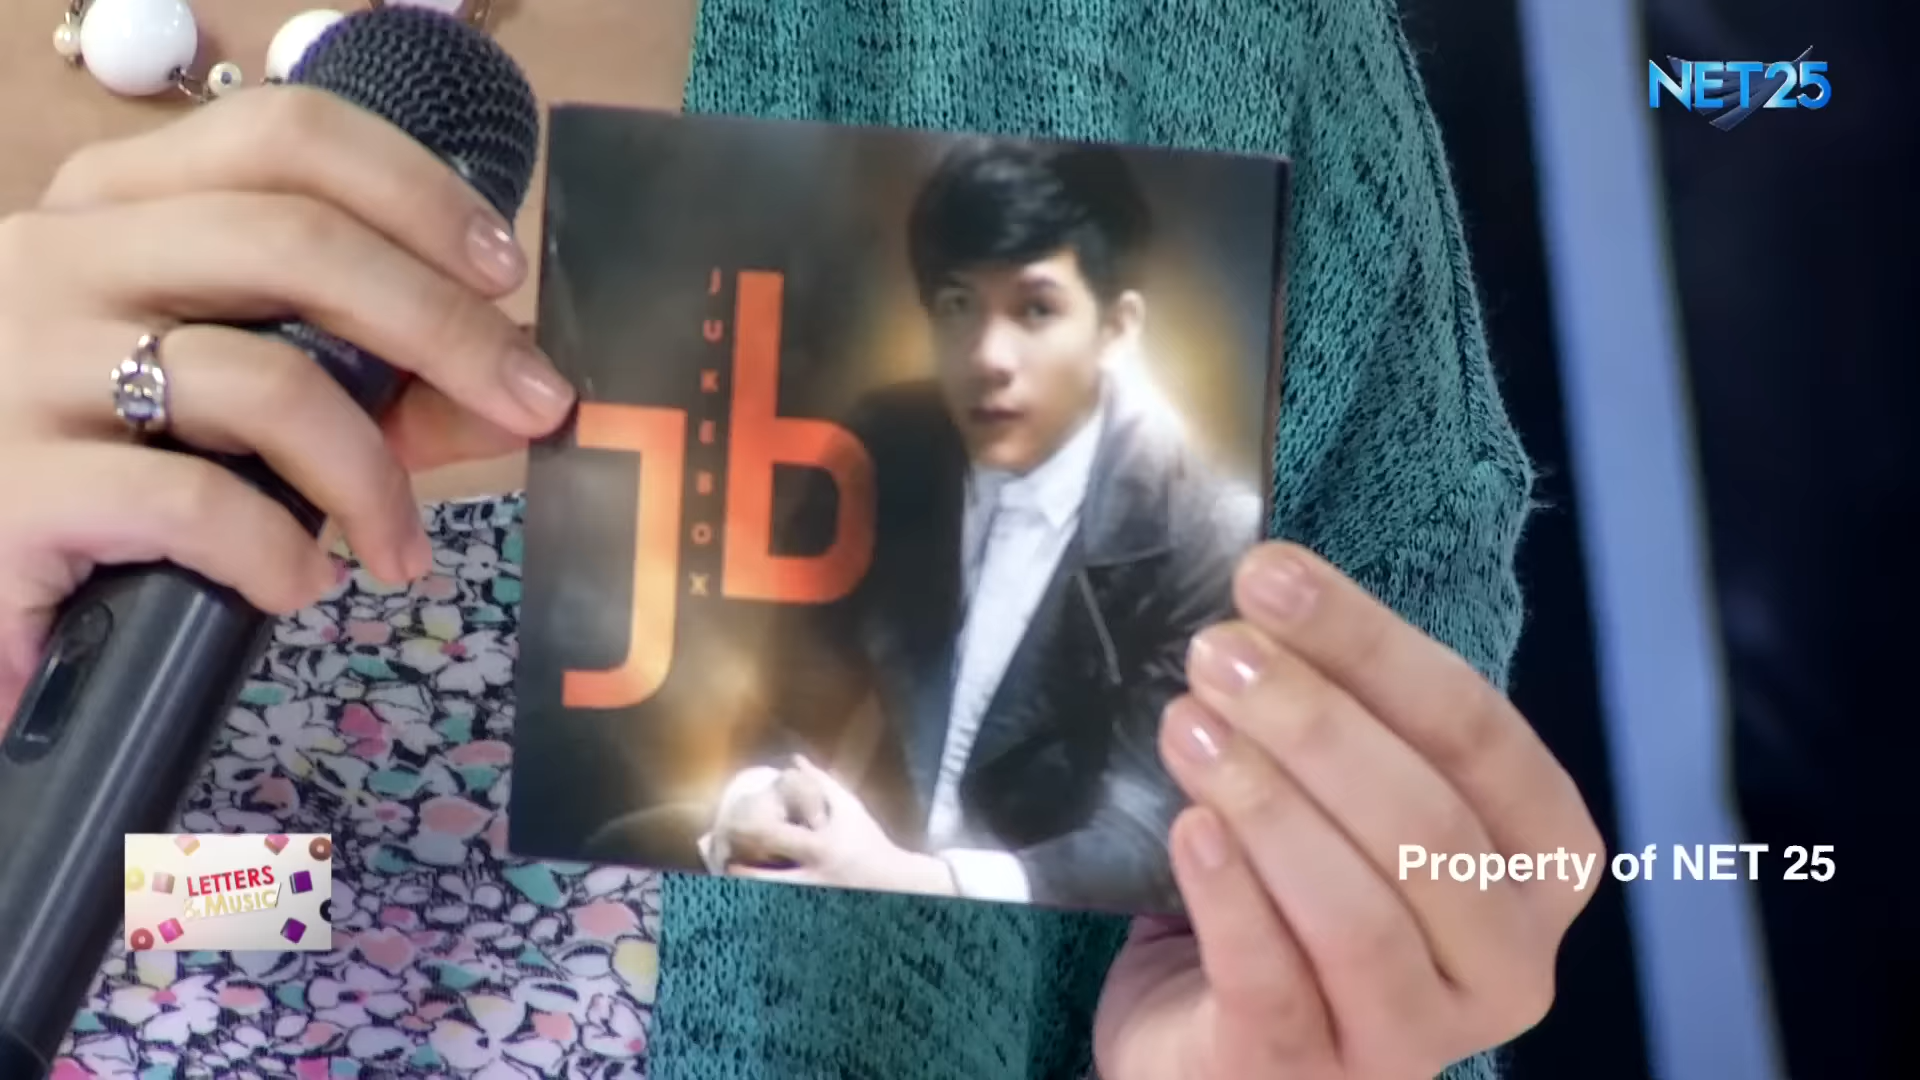 NET25
jb
JUKEBOX
LETTERS
& MUSIC
Property of NET 25